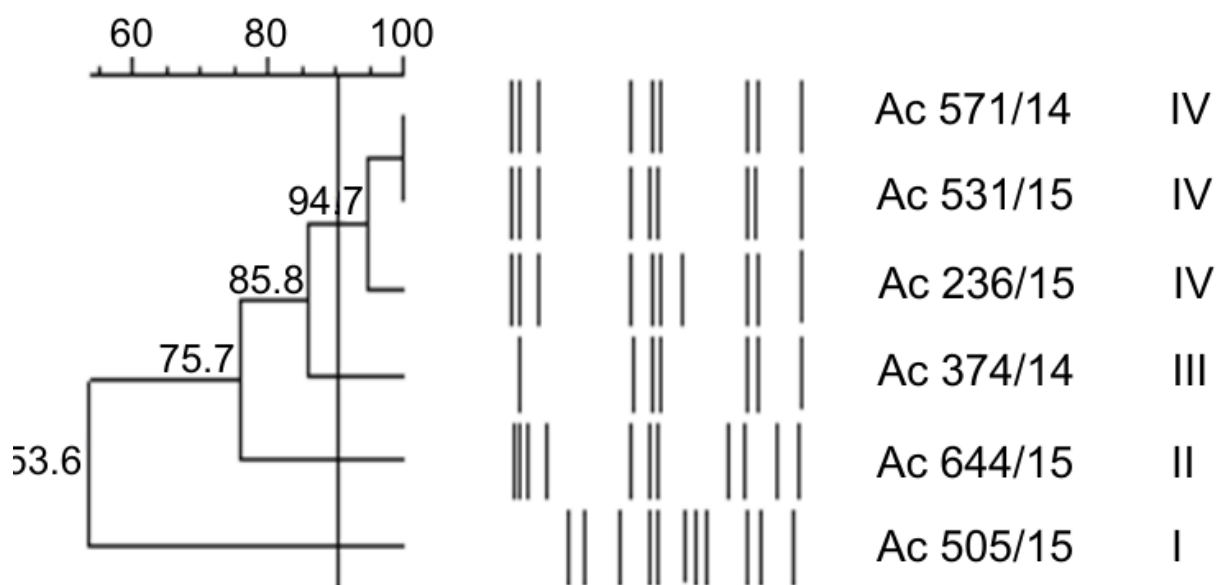 60 80 100
Ac 571/14 IV
94.7 Ac 531/15 IV
85.8 Ac 236/15 IV
75.7 Ac 374/14 III
53.6 Ac 644/15 II
Ac 505/15 I